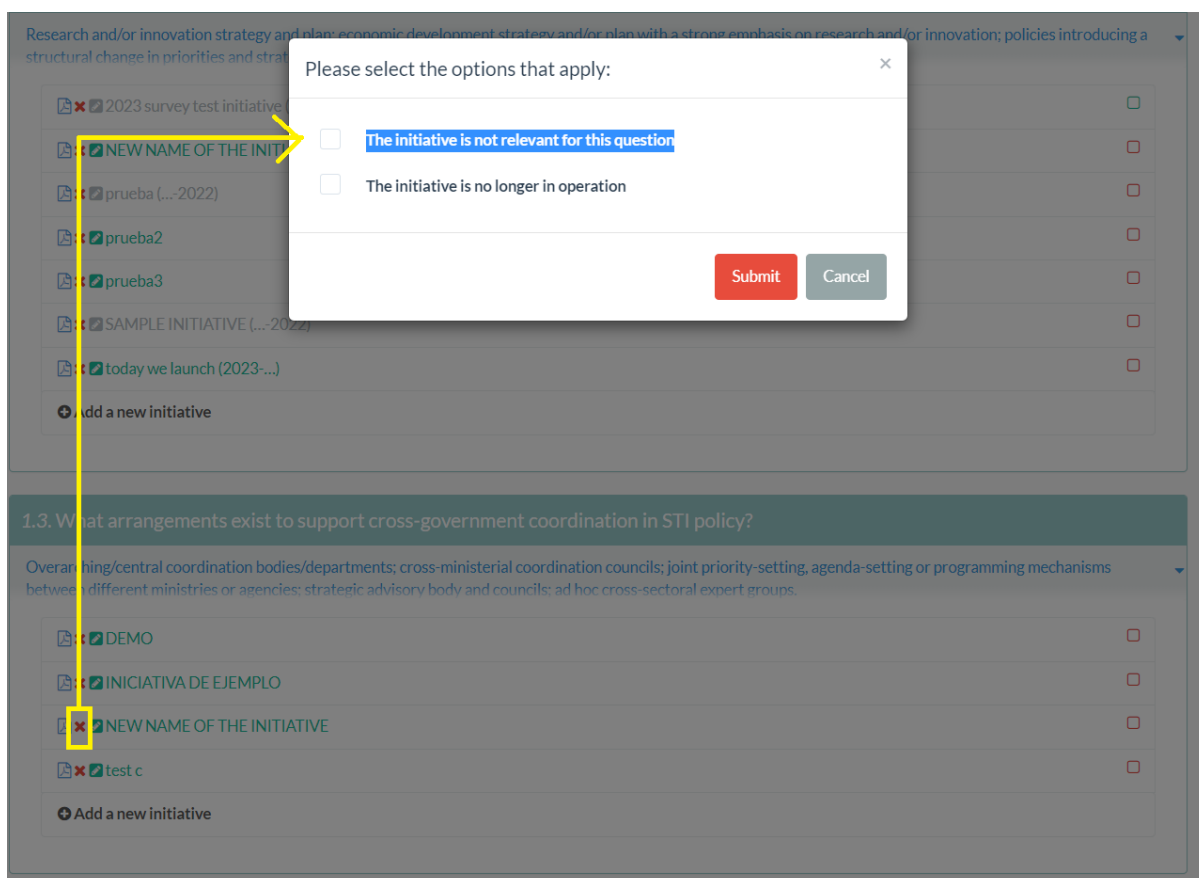 Research and/or innovation strategy and plan; economic development strategy and/or plan with a strong emphasis on research and/or innovation; policies introducing a
structural change in priorities and strat
Please select the options that apply:
×
2023 survey test initiative (
The initiative is not relevant for this question
NEW NAME OF THE INITI
The initiative is no longer in operation
prueba (...-2022)
prueba2
prueba3
Submit
Cancel
SAMPLE INITIATIVE (...-2022)
today we launch (2023-...)
Add a new initiative
1.3. What arrangements exist to support cross-government coordination in STI policy?
Overarching/central coordination bodies/departments; cross-ministerial coordination councils; joint priority-setting, agenda-setting or programming mechanisms
between different ministries or agencies; strategic advisory body and councils; ad hoc cross-sectoral expert groups.
DEMO
INICIATIVA DE EJEMPLO
NEW NAME OF THE INITIATIVE
test c
Add a new initiative